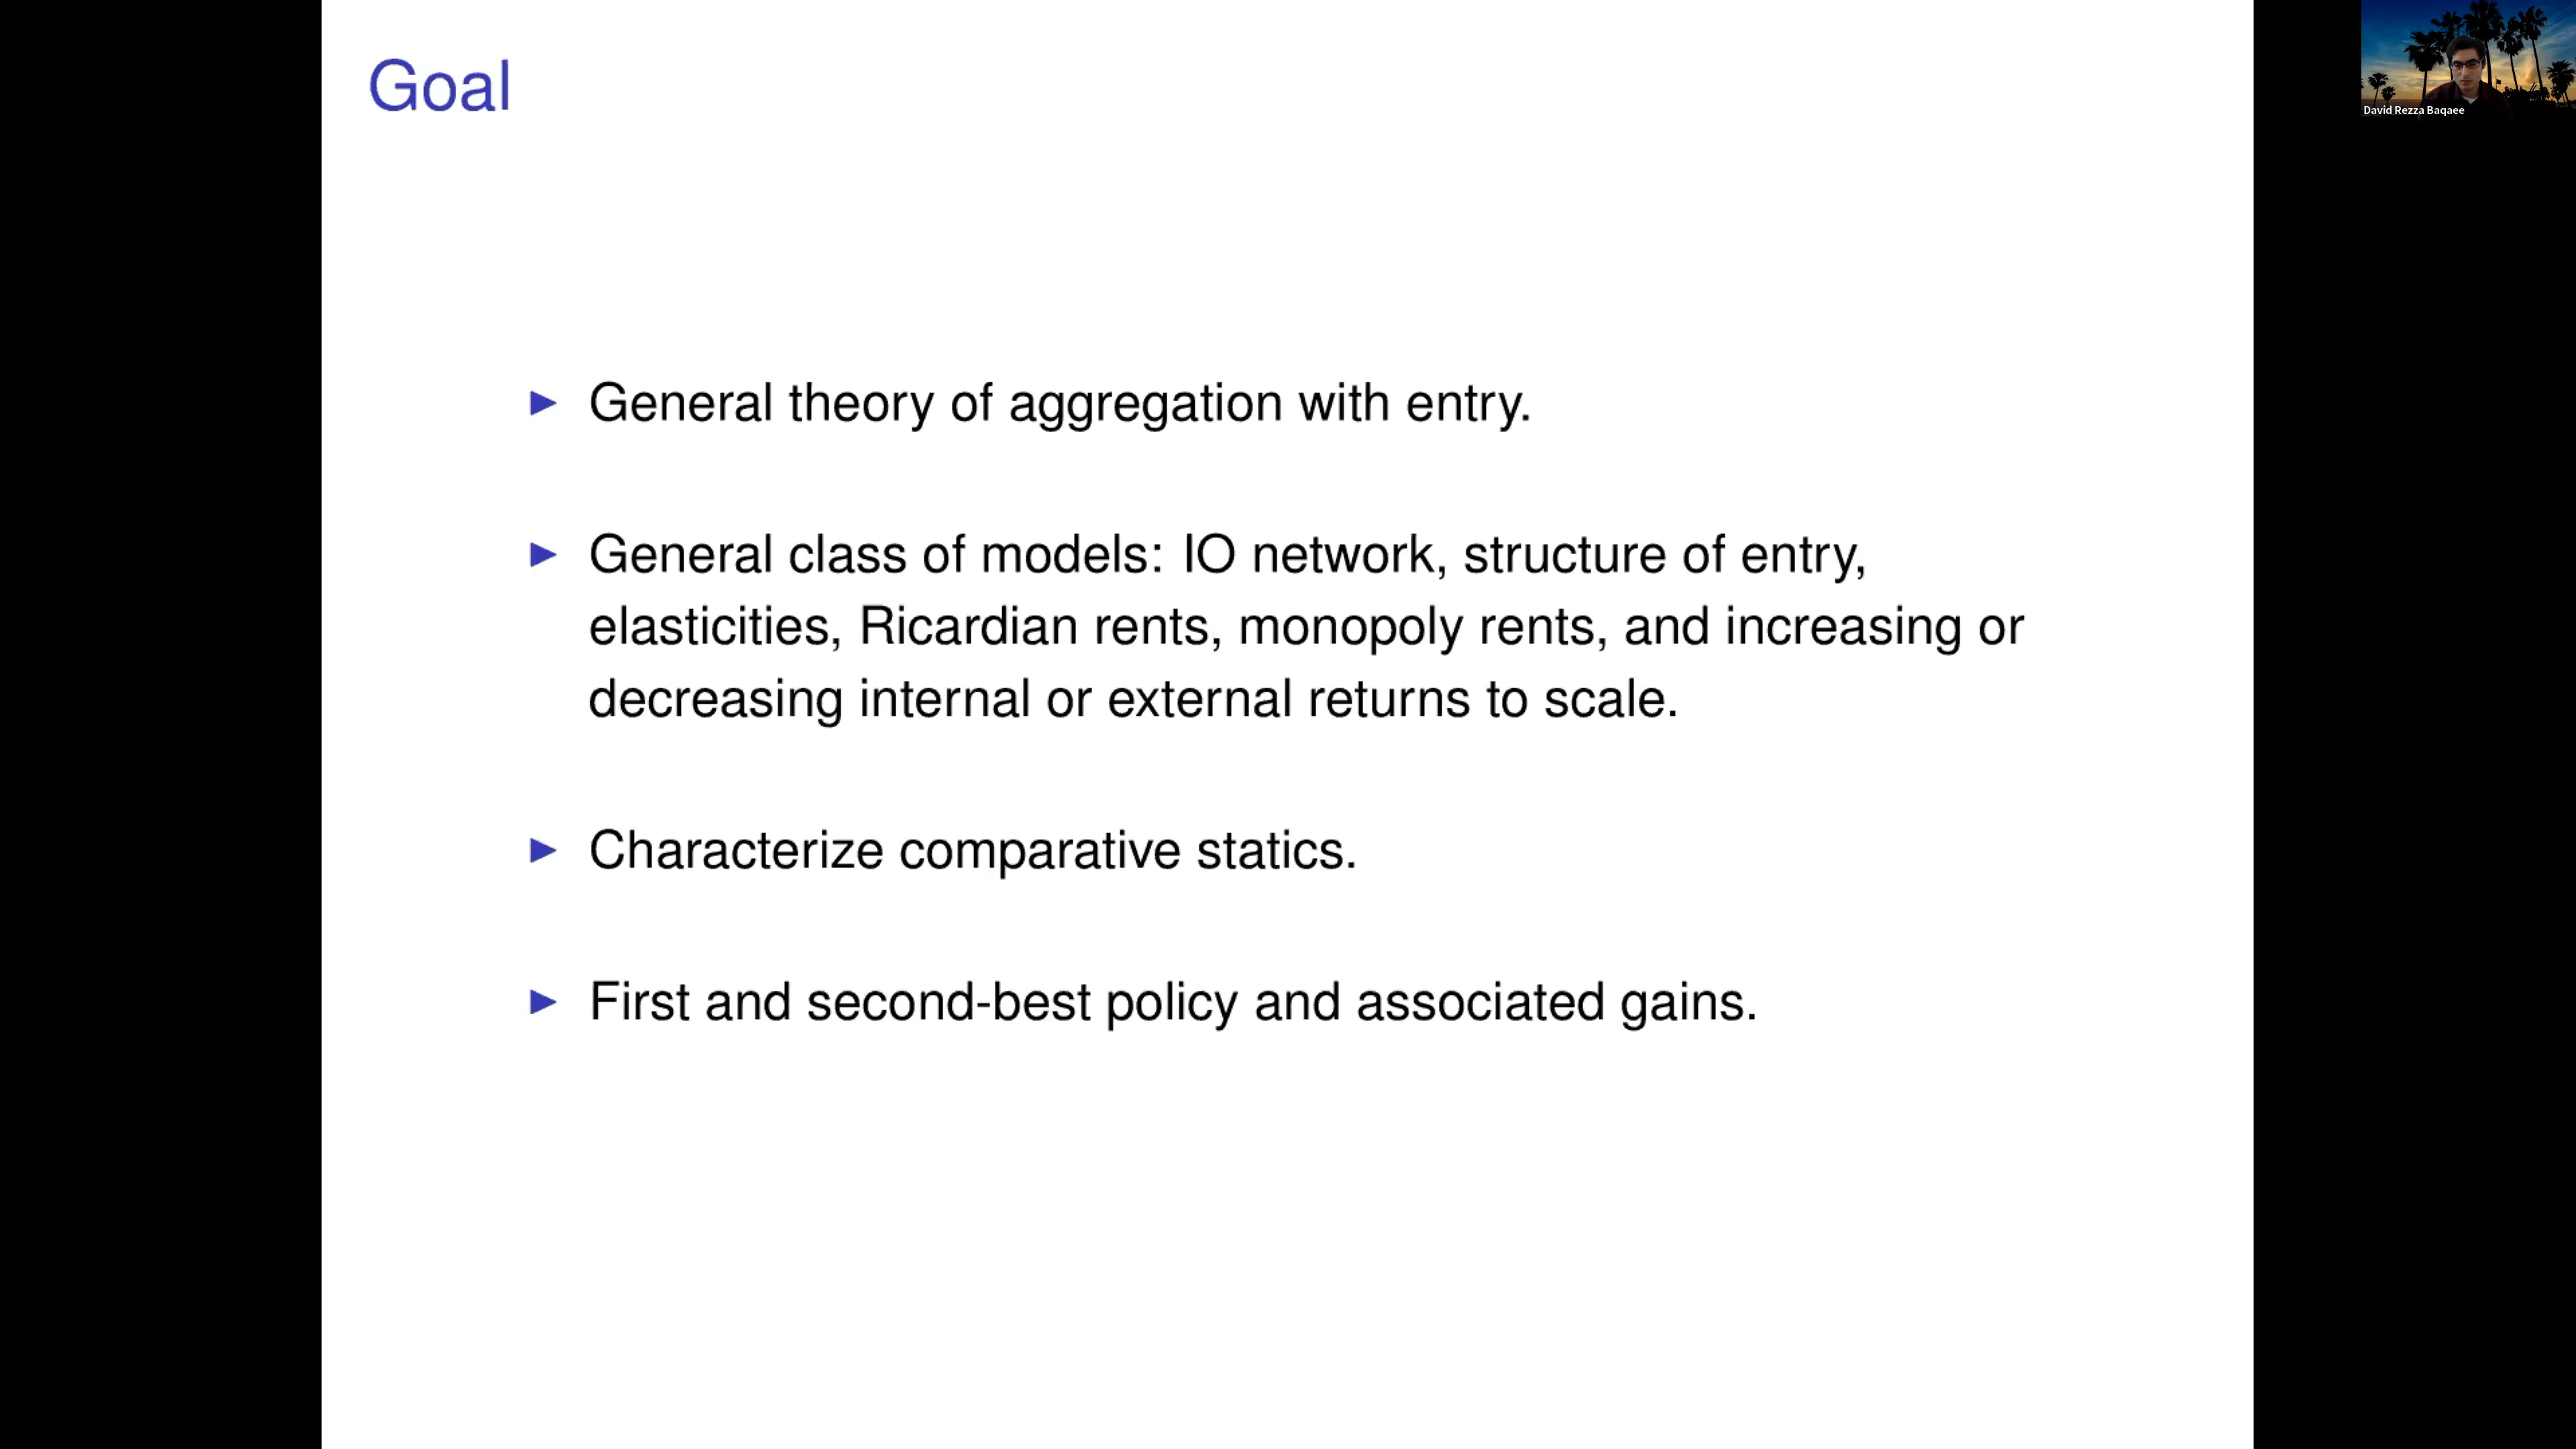 Goal
David Rezza Baqaee
► General theory of aggregation with entry.
► General class of models: IO network, structure of entry,
elasticities, Ricardian rents, monopoly rents, and increasing or
decreasing internal or external returns to scale.
► Characterize comparative statics.
► First and second-best policy and associated gains.